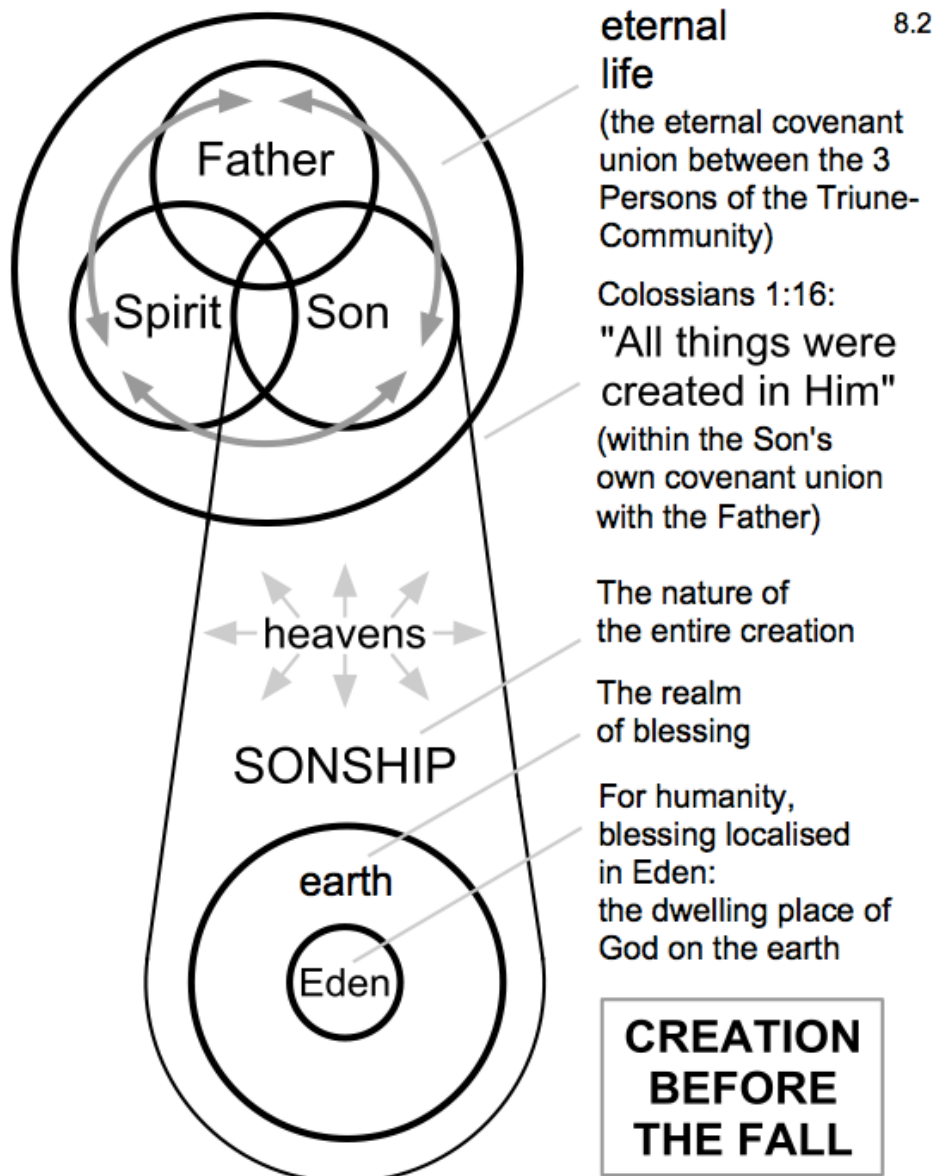 eternal
8.2
life
(the eternal covenant
union between the 3
Persons of the Triune-
Community)
Colossians 1:16:
"All things were
created in Him"
(within the Son's
own covenant union
with the Father)
The nature of
the entire creation
The realm
of blessing
For humanity,
blessing localised
in Eden:
the dwelling place of
God on the earth
CREATION
BEFORE
THE FALL
Father
Spirit
Son
heavens
SONSHIP
earth
Eden